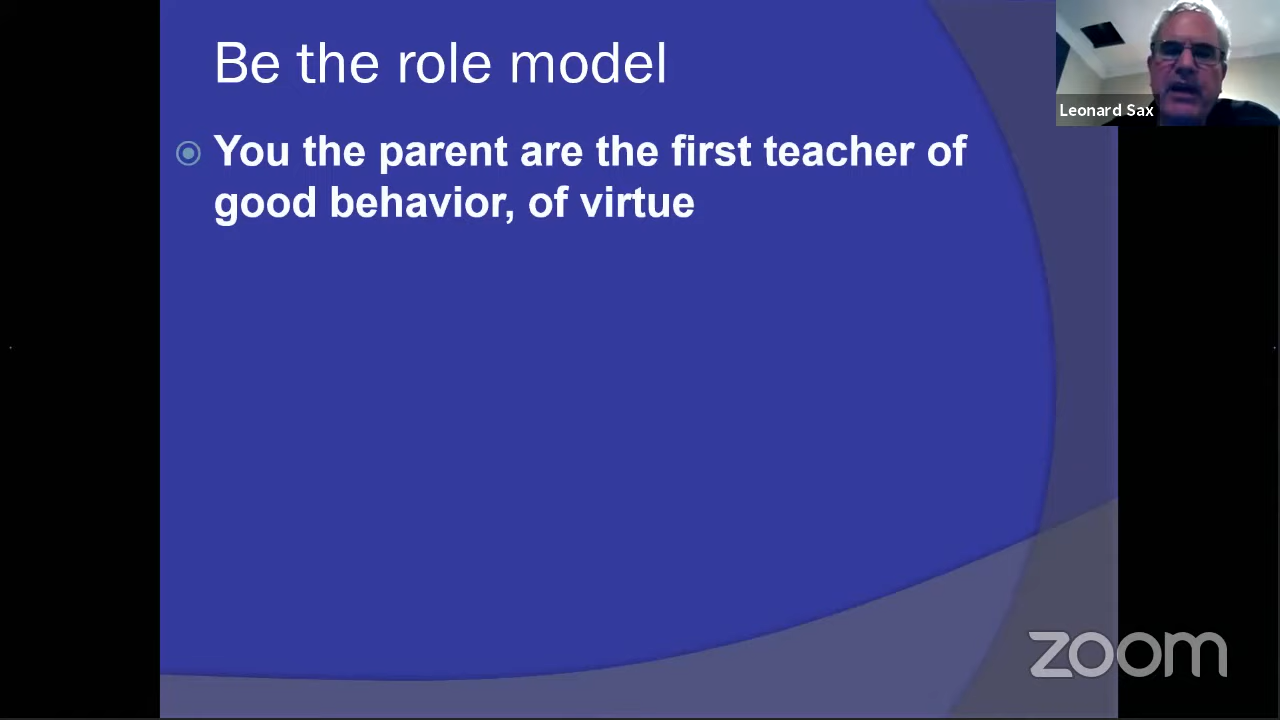 Be the role model
You the parent are the first teacher of
good behavior, of virtue
Leonard Sax
zoom